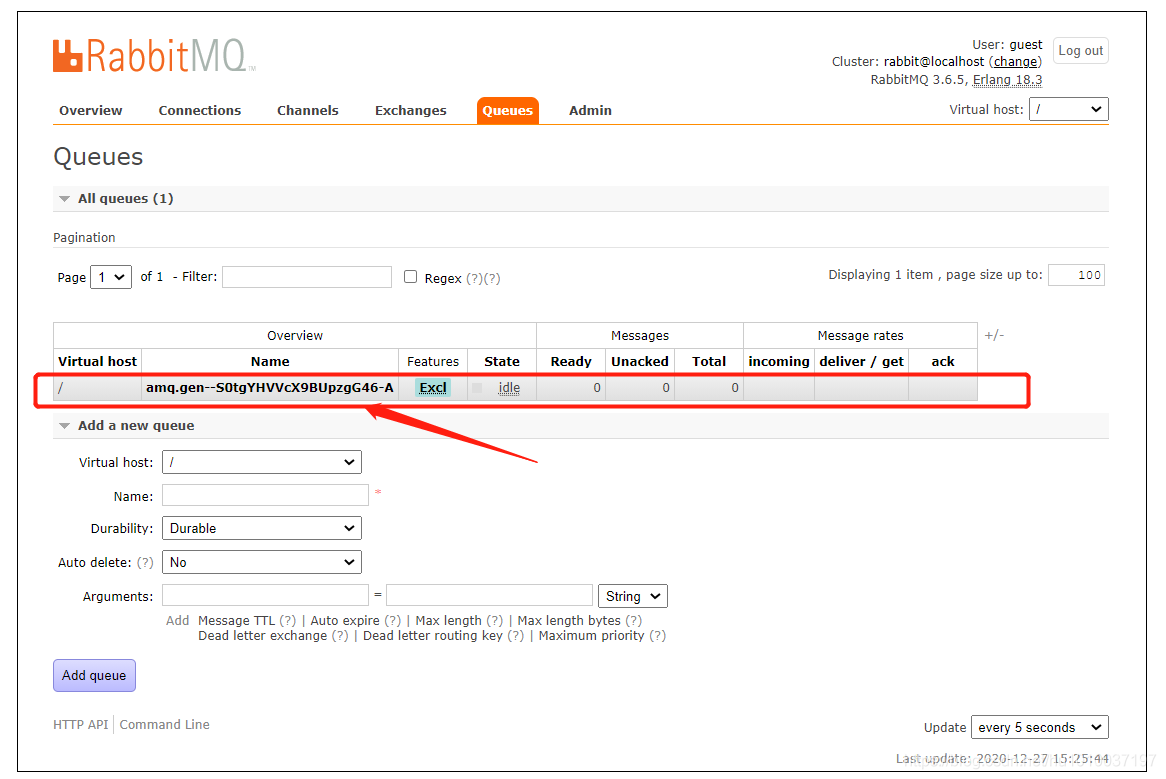 RabbitMQ TM
User: guest
Cluster: rabbit@localhost (change)
RabbitMQ 3.6.5, Erlang 18.3
Log out
Overview Connections Channels Exchanges Queues Admin
Virtual host: /
Queues
All queues (1)
Pagination
Page 1 of 1 - Filter: Regex (?)(?)
Displaying 1 item , page size up to: 100
Overview Messages Message rates +/-
Virtual host Name Features State Ready Unacked Total incoming deliver / get ack
/ amq.gen--S0tgYHVVcX9BUpzgG46-A Excl idle 0 0 0
Add a new queue
Virtual host: /
Name: *
Durability: Durable
Auto delete: (?) No
Arguments: = String
Add Message TTL (?) | Auto expire (?) | Max length (?) | Max length bytes (?)
Dead letter exchange (?) | Dead letter routing key (?) | Maximum priority (?)
Add queue
HTTP API Command Line
Update every 5 seconds
Last update: 2020-12-27 15:25:44